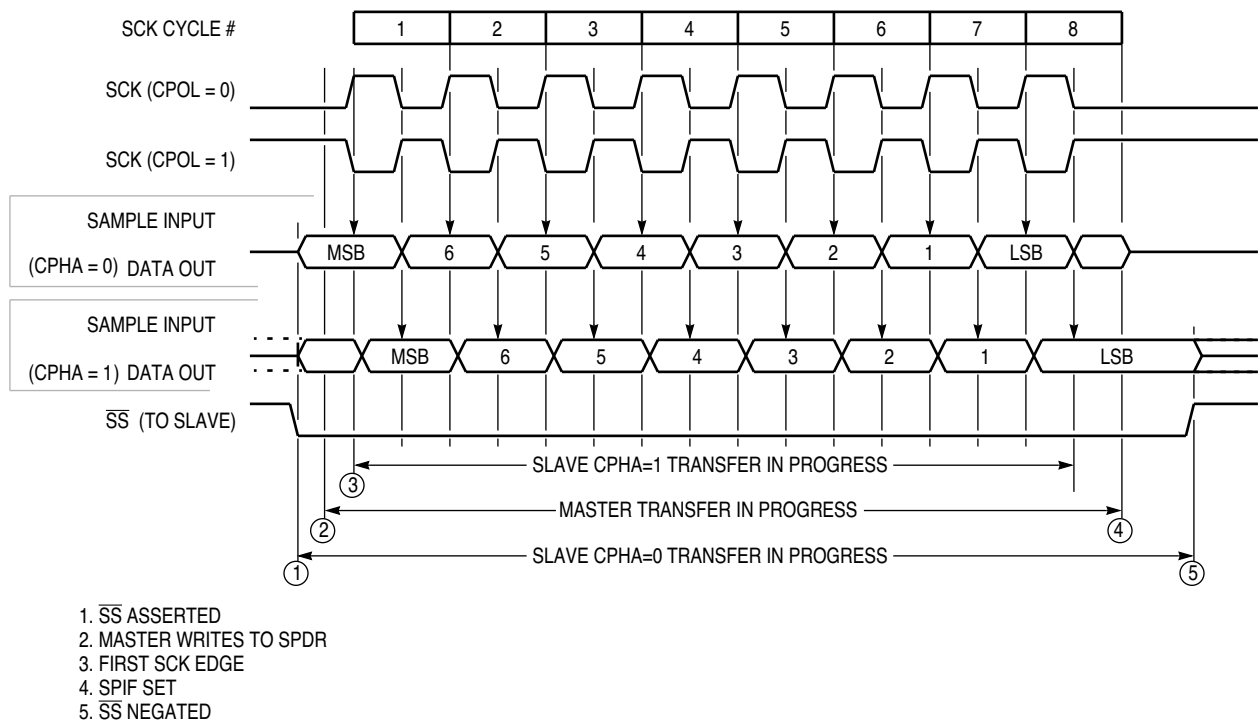 SCK CYCLE # 1 2 3 4 5 6 7 8
SCK (CPOL = 0)
SCK (CPOL = 1)
SAMPLE INPUT
(CPHA = 0) DATA OUT MSB 6 5 4 3 2 1 LSB
SAMPLE INPUT
(CPHA = 1) DATA OUT MSB 6 5 4 3 2 1 LSB
SS (TO SLAVE)
SLAVE CPHA=1 TRANSFER IN PROGRESS
3
MASTER TRANSFER IN PROGRESS
2 4
SLAVE CPHA=0 TRANSFER IN PROGRESS
1 5
1. SS ASSERTED
2. MASTER WRITES TO SPDR
3. FIRST SCK EDGE
4. SPIF SET
5. SS NEGATED